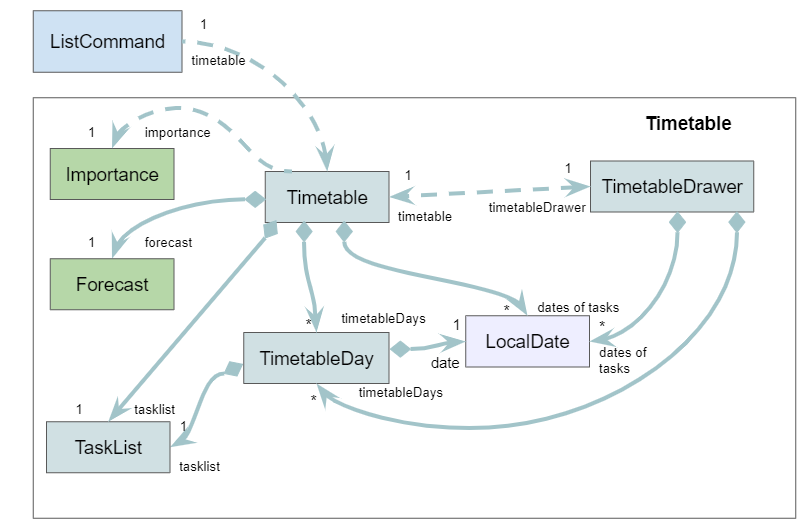 ListCommand
1
timetable
Timetable
1
importance
Importance
Timetable
1
timetable
1
timetableDrawer
TimetableDrawer
1
forecast
Forecast
*
timetableDays
TimetableDay
1
date
*
dates of tasks
LocalDate
*
dates of
tasks
*
timetableDays
1
tasklist
TaskList
1
tasklist